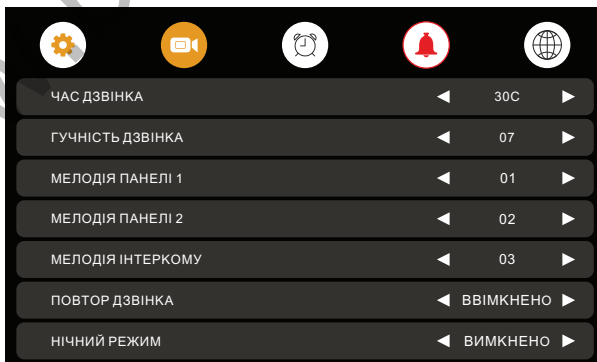 ЧАС ДЗВІНКА 30С
ГУЧНІСТЬ ДЗВІНКА 07
МЕЛОДІЯ ПАНЕЛІ 1 01
МЕЛОДІЯ ПАНЕЛІ 2 02
МЕЛОДІЯ ІНТЕРКОМУ 03
ПОВТОР ДЗВІНКА ВВІМКНЕНО
НІЧНИЙ РЕЖИМ ВИМКНЕНО